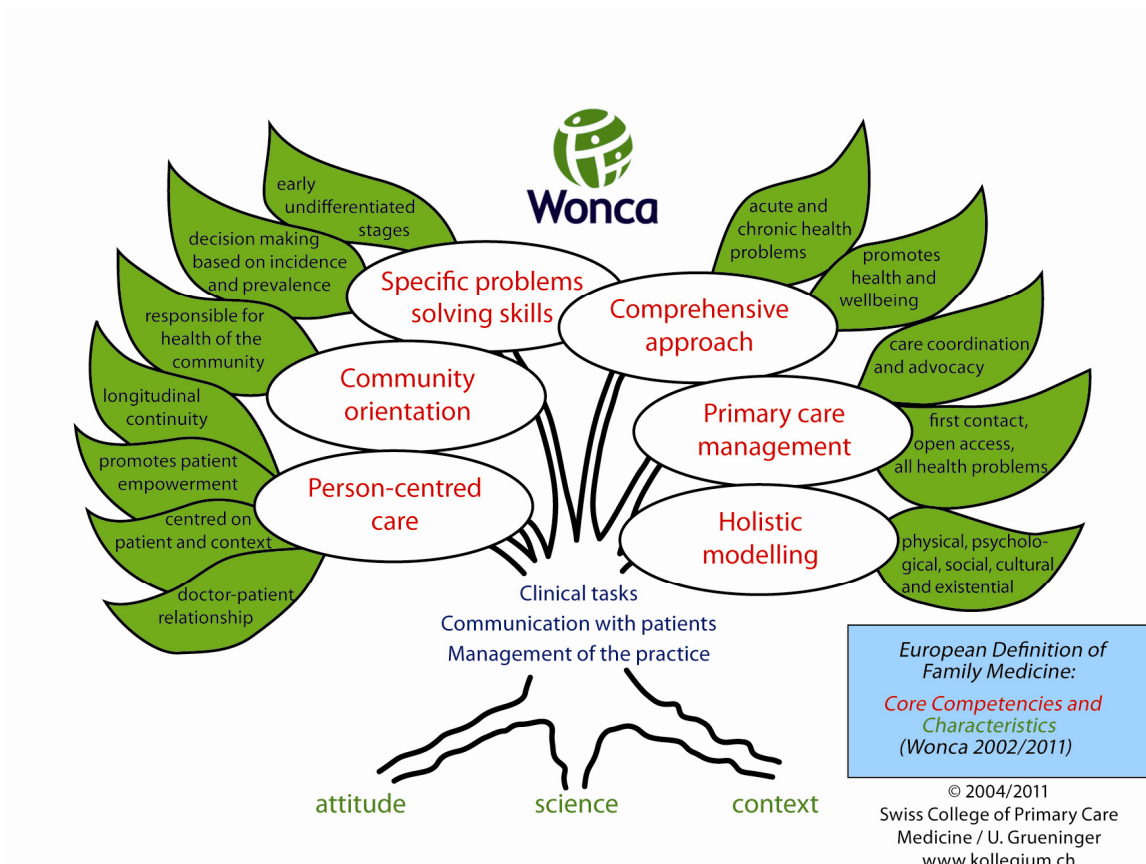 Wonca
early
undifferentiated
stages
decision making
based on incidence
and prevalence
responsible for
health of the
community
longitudinal
continuity
promotes patient
empowerment
centred on
patient and context
doctor-patient
relationship
Specific problems
solving skills
Community
orientation
Person-centred
care
Comprehensive
approach
Primary care
management
Holistic
modelling
acute and
chronic health
problems
promotes
health and
wellbeing
care coordination
and advocacy
first contact,
open access,
all health problems
physical, psycholo-
gical, social, cultural
and existential
Clinical tasks
Communication with patients
Management of the practice
attitude
science
context
European Definition of
Family Medicine:
Core Competencies and
Characteristics
(Wonca 2002/2011)
© 2004/2011
Swiss College of Primary Care
Medicine / U. Grueninger
www.kollegium.ch